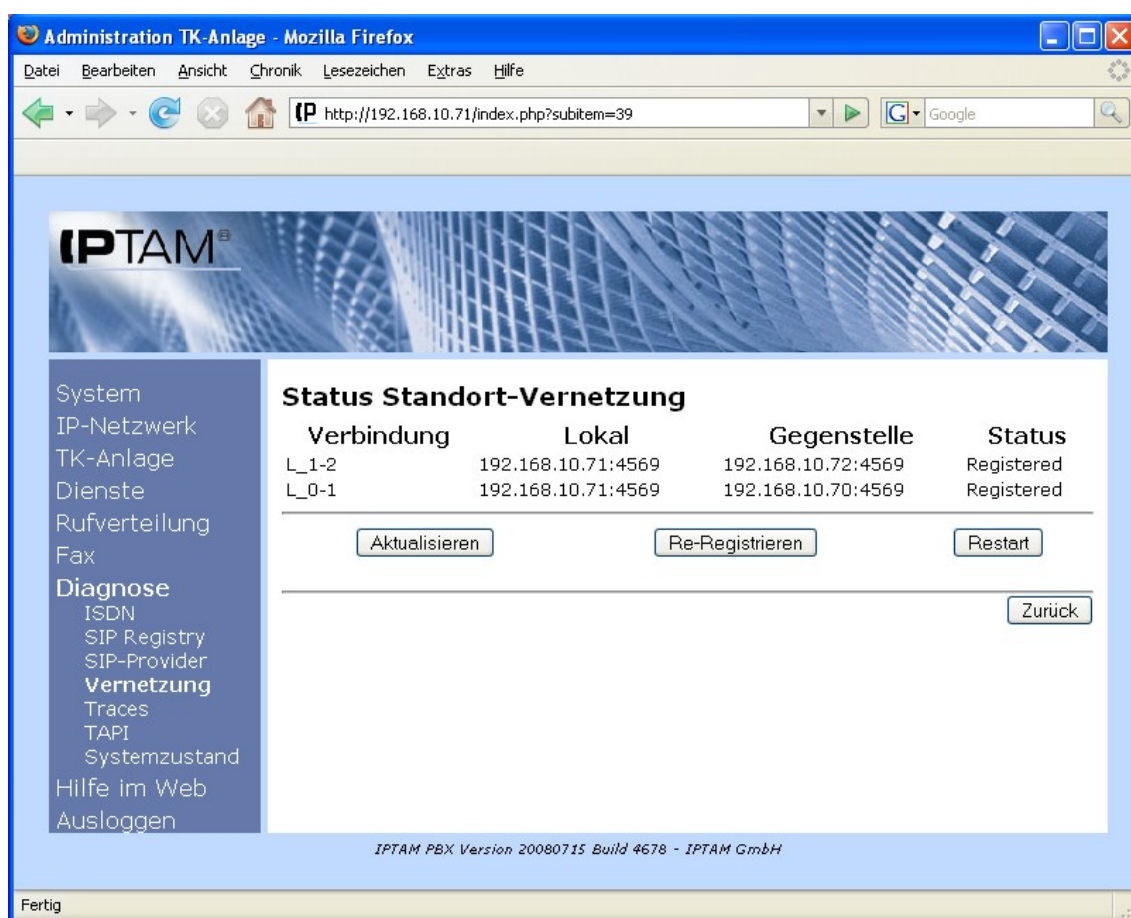 Administration TK-Anlage - Mozilla Firefox
Datei Bearbeiten Ansicht Chronik Lesezeichen Extras Hilfe
http://192.168.10.71/index.php?subitem=39 G Google
IPTAM®
System
IP-Netzwerk
TK-Anlage
Dienste
Rufverteilung
Fax
Diagnose
ISDN
SIP Registry
SIP-Provider
Vernetzung
Traces
TAPI
Systemzustand
Hilfe im Web
Ausloggen
Status Standort-Vernetzung
Verbindung Lokal Gegenstelle Status
L_1-2 192.168.10.71:4569 192.168.10.72:4569 Registered
L_0-1 192.168.10.71:4569 192.168.10.70:4569 Registered
Aktualisieren Re-Registrieren Restart
Zurück
IPTAM PBX Version 20080715 Build 4678 - IPTAM GmbH
Fertig